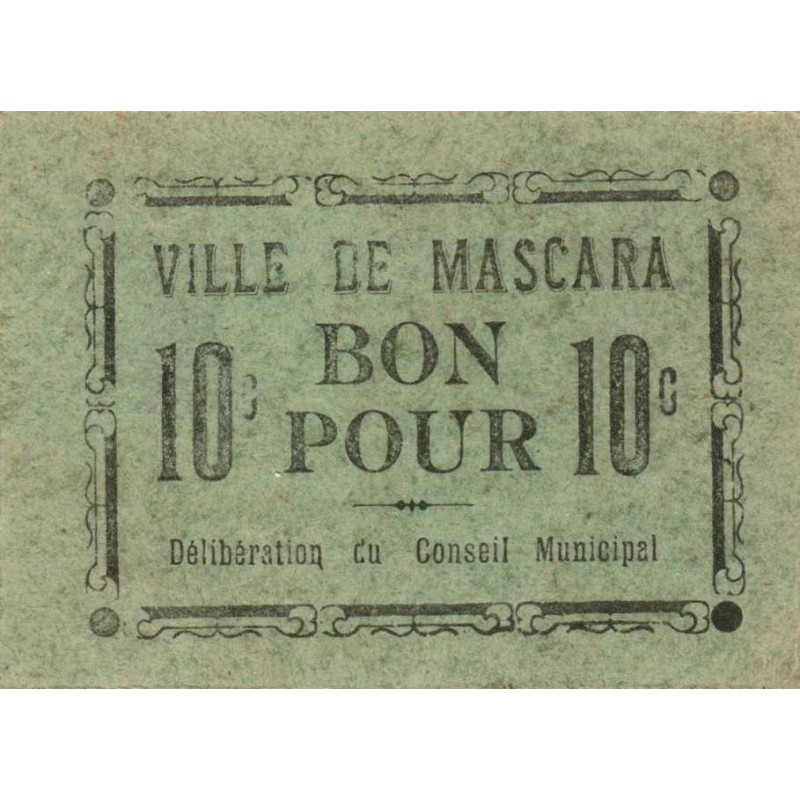 VILLE DE MASCARA
10c BON POUR 10c
Délibération du Conseil Municipal